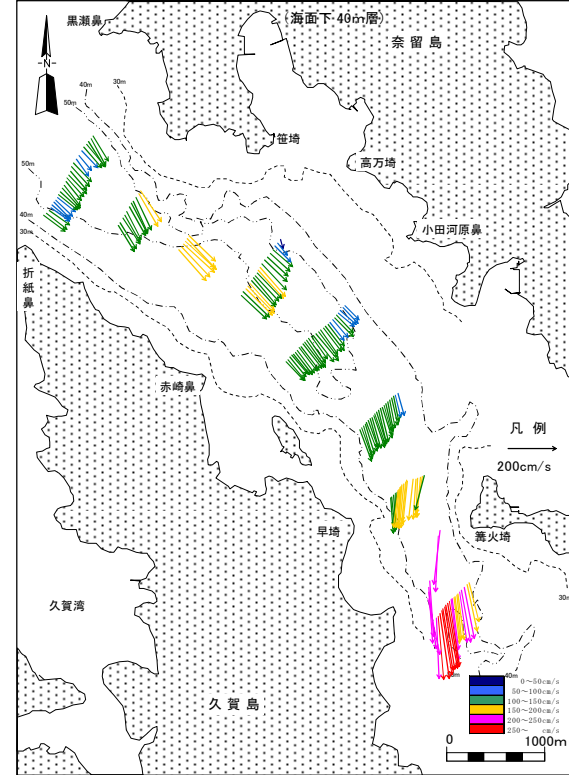 (海面下 40m層)
黒瀬鼻
奈留島
N
40m
30m
50m
笹埼
高万埼
50m
小田河原鼻
40m
30m
折紙鼻
赤崎鼻
凡例
200cm/s
早埼
篝火埼
30m
久賀湾
久賀島
40m
0～50cm/s
50～100cm/s
100～150cm/s
150～200cm/s
200～250cm/s
250～ cm/s
0
1000m